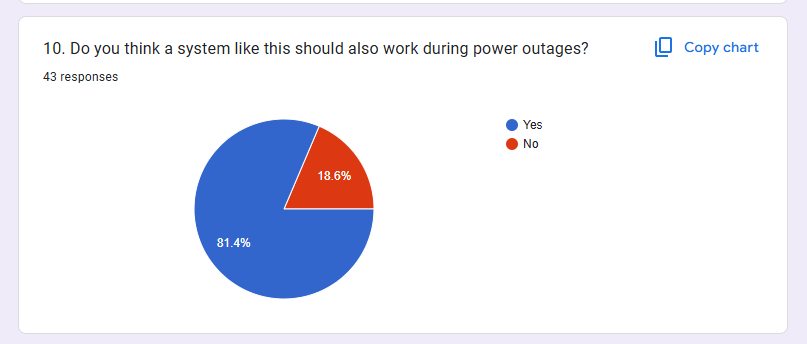 10. Do you think a system like this should also work during power outages?
Copy chart
43 responses
Yes
No
18.6%
81.4%